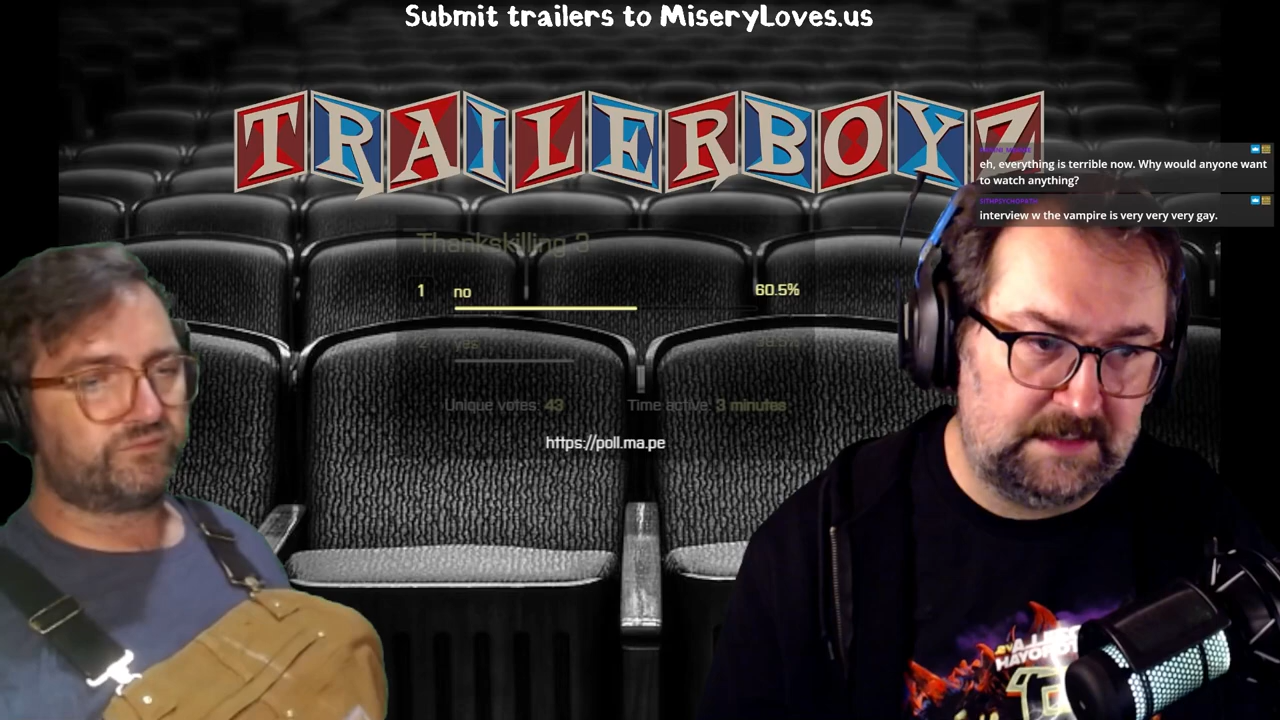 Submit trailers to MiseryLoves.us
TRAILERBOYZ
eh, everything is terrible now. Why would anyone want
to watch anything?
SITHPSYCHOPATH
interview w the vampire is very very very gay.
Thankskilling 3
1 no 60.5%
yes
Unique votes: 43 Time active: 3 minutes
https://poll.ma.pe